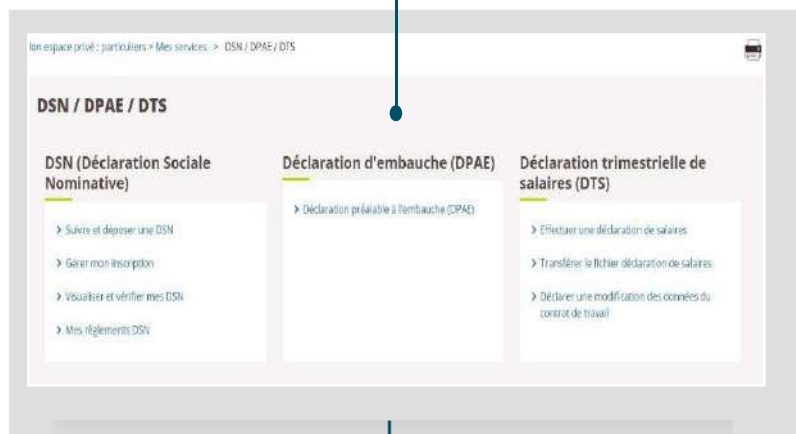 lon espace privé : particuliers > Mes services > DSN / DPAE / DTS
DSN / DPAE / DTS
DSN (Déclaration Sociale
Nominative)
> Suivre et déposer une DSN
> Gérer mon inscription
> Visualiser et vérifier mes DSN
> Mes règlements DSN
Déclaration d'embauche (DPAE)
> Déclaration préalable à l'embauche (DPAE)
Déclaration trimestrielle de
salaires (DTS)
> Effectuer une déclaration de salaires
> Transférer le fichier déclaration de salaires
> Déclarer une modification des données du
contrat de travail